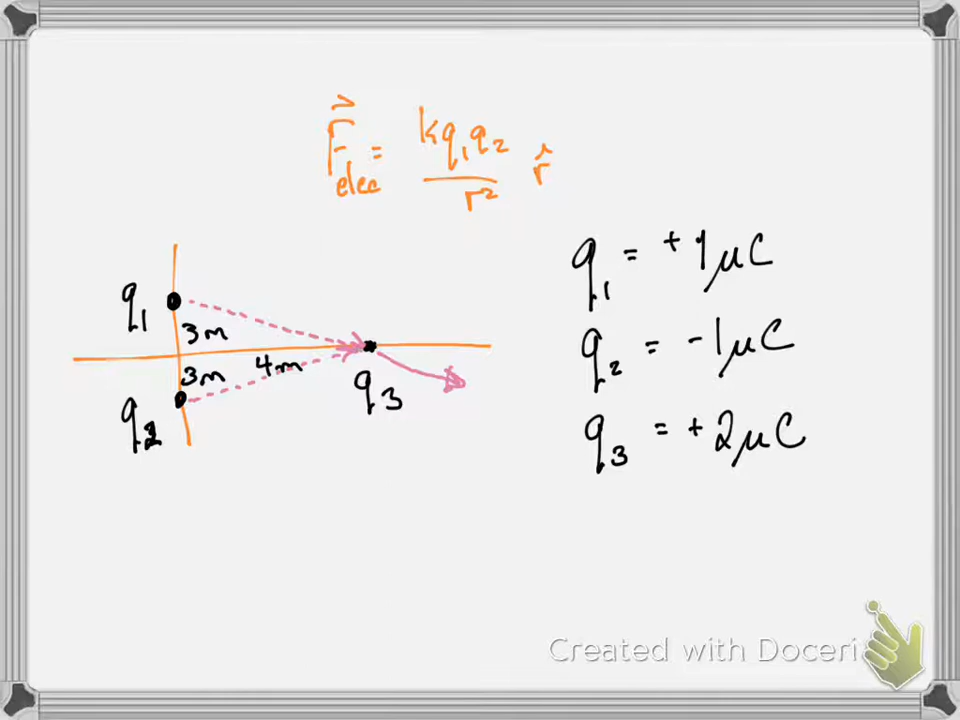 F⃗elec = kq₁q₂ / r² r̂
q₁ = +1μC
q₂ = -1μC
q₃ = +2μC
q₁
3m
3m
4m
q₃
q₂
Created with Doceri